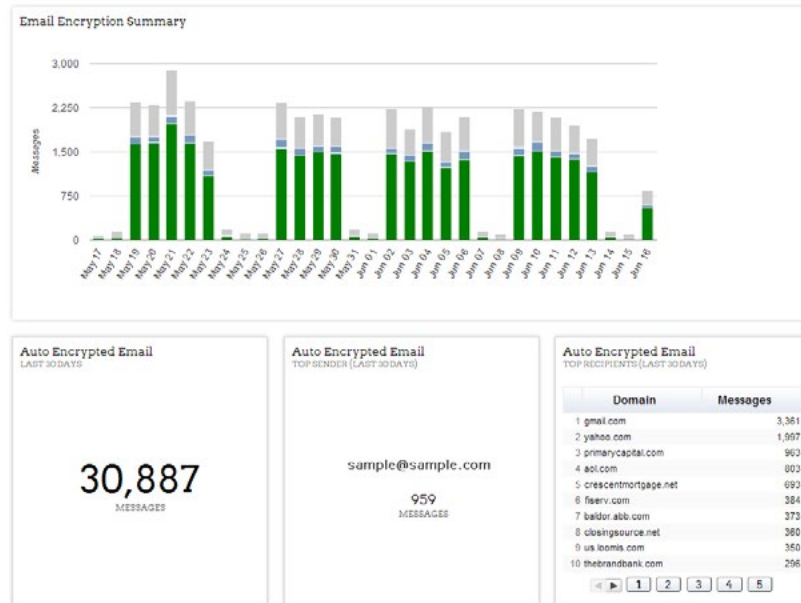 Email Encryption Summary
3,000
2,250
1,500
750
0
Messages
May 17
May 18
May 19
May 20
May 21
May 22
May 23
May 24
May 25
May 26
May 27
May 28
May 29
May 30
May 31
Jun 01
Jun 02
Jun 03
Jun 04
Jun 05
Jun 06
Jun 07
Jun 08
Jun 09
Jun 10
Jun 11
Jun 12
Jun 13
Jun 14
Jun 15
Jun 16
Auto Encrypted Email
LAST 30 DAYS
30,887
MESSAGES
Auto Encrypted Email
TOP SENDER (LAST 30 DAYS)
sample@sample.com
959
MESSAGES
Auto Encrypted Email
TOP RECIPIENTS (LAST 30 DAYS)
Domain Messages
1 gmail.com 3,361
2 yahoo.com 1,997
3 primarycapital.com 963
4 aol.com 803
5 crescentmortgage.net 693
6 fiserv.com 384
7 baldor.abb.com 373
8 closingsource.net 360
9 us.loomis.com 350
10 thebrandbank.com 296
1 2 3 4 5